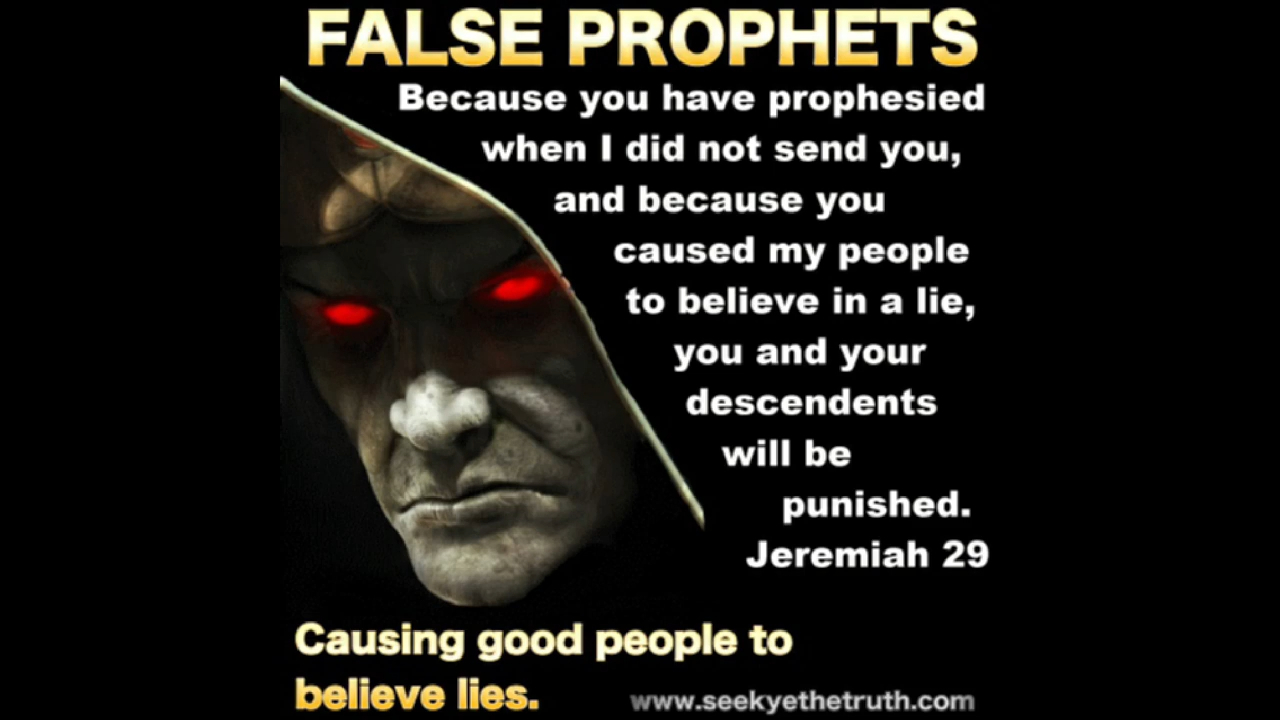 FALSE PROPHETS
Because you have prophesied
when I did not send you,
and because you
caused my people
to believe in a lie,
you and your
descendents
will be
punished.
Jeremiah 29
Causing good people to
believe lies.
www.seekyethetruth.com